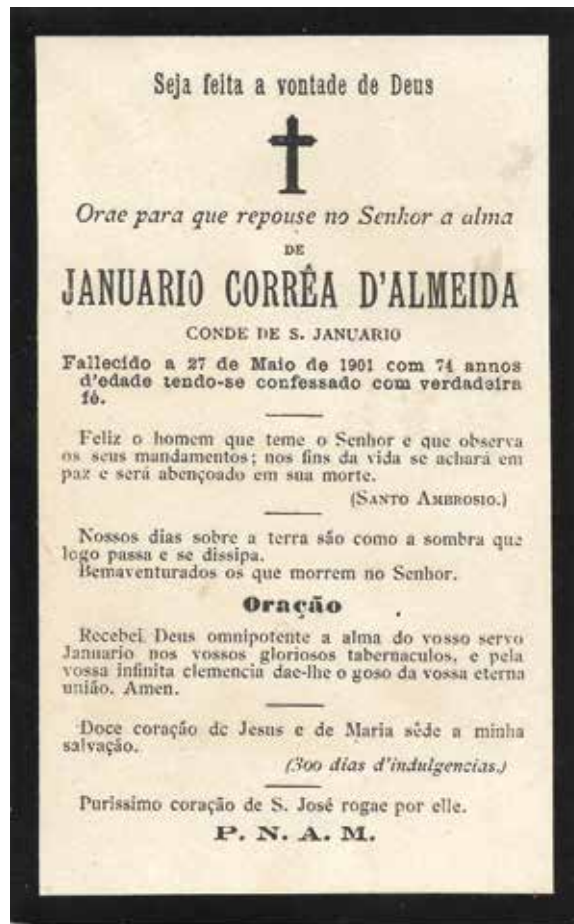 Seja feita a vontade de Deus
Orae para que repouse no Senhor a alma
DE
JANUARIO CORRÊA D'ALMEIDA
CONDE DE S. JANUARIO
Fallecido a 27 de Maio de 1901 com 74 annos
d'edade tendo-se confessado com verdadeira
fé.
Feliz o homem que teme o Senhor e que observa
os seus mandamentos; nos fins da vida se achará em
paz e será abençoado em sua morte.
(SANTO AMBROSIO.)
Nossos dias sobre a terra são como a sombra que
logo passa e se dissipa.
Bemaventurados os que morrem no Senhor.
Oração
Recebei Deus omnipotente a alma do vosso servo
Januario nos vossos gloriosos tabernaculos, e pela
vossa infinita clemencia dae-lhe o goso da vossa eterna
união. Amen.
Doce coração de Jesus e de Maria sêde a minha
salvação.
(300 dias d'indulgencias.)
Purissimo coração de S. José rogae por elle.
P. N. A. M.